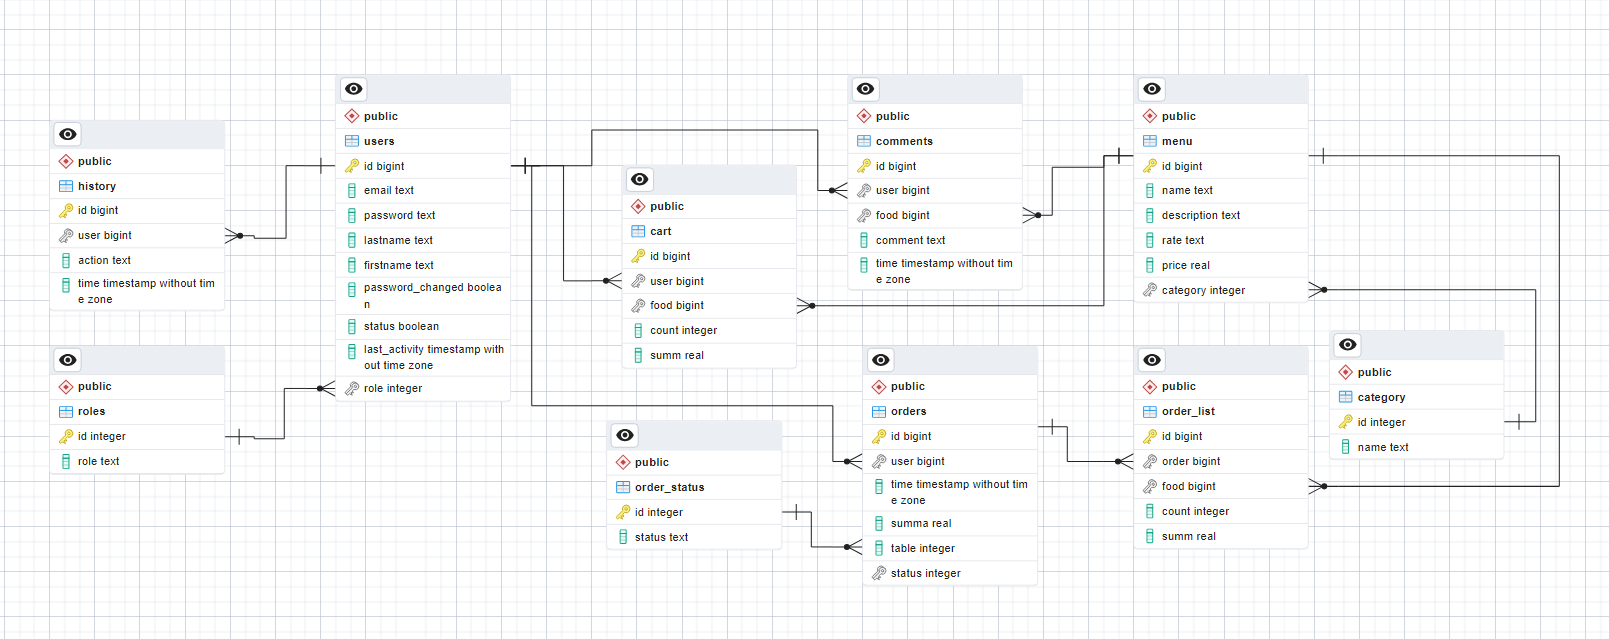 public
history
id bigint
user bigint
action text
time timestamp without tim
e zone
public
roles
id integer
role text
public
users
id bigint
email text
password text
lastname text
firstname text
password_changed boolea
n
status boolean
last_activity timestamp with
out time zone
role integer
public
cart
id bigint
user bigint
food bigint
count integer
summ real
public
order_status
id integer
status text
public
comments
id bigint
user bigint
food bigint
comment text
time timestamp without tim
e zone
public
orders
id bigint
user bigint
time timestamp without tim
e zone
summa real
table integer
status integer
public
menu
id bigint
name text
description text
rate text
price real
category integer
public
order_list
id bigint
order bigint
food bigint
count integer
summ real
public
category
id integer
name text